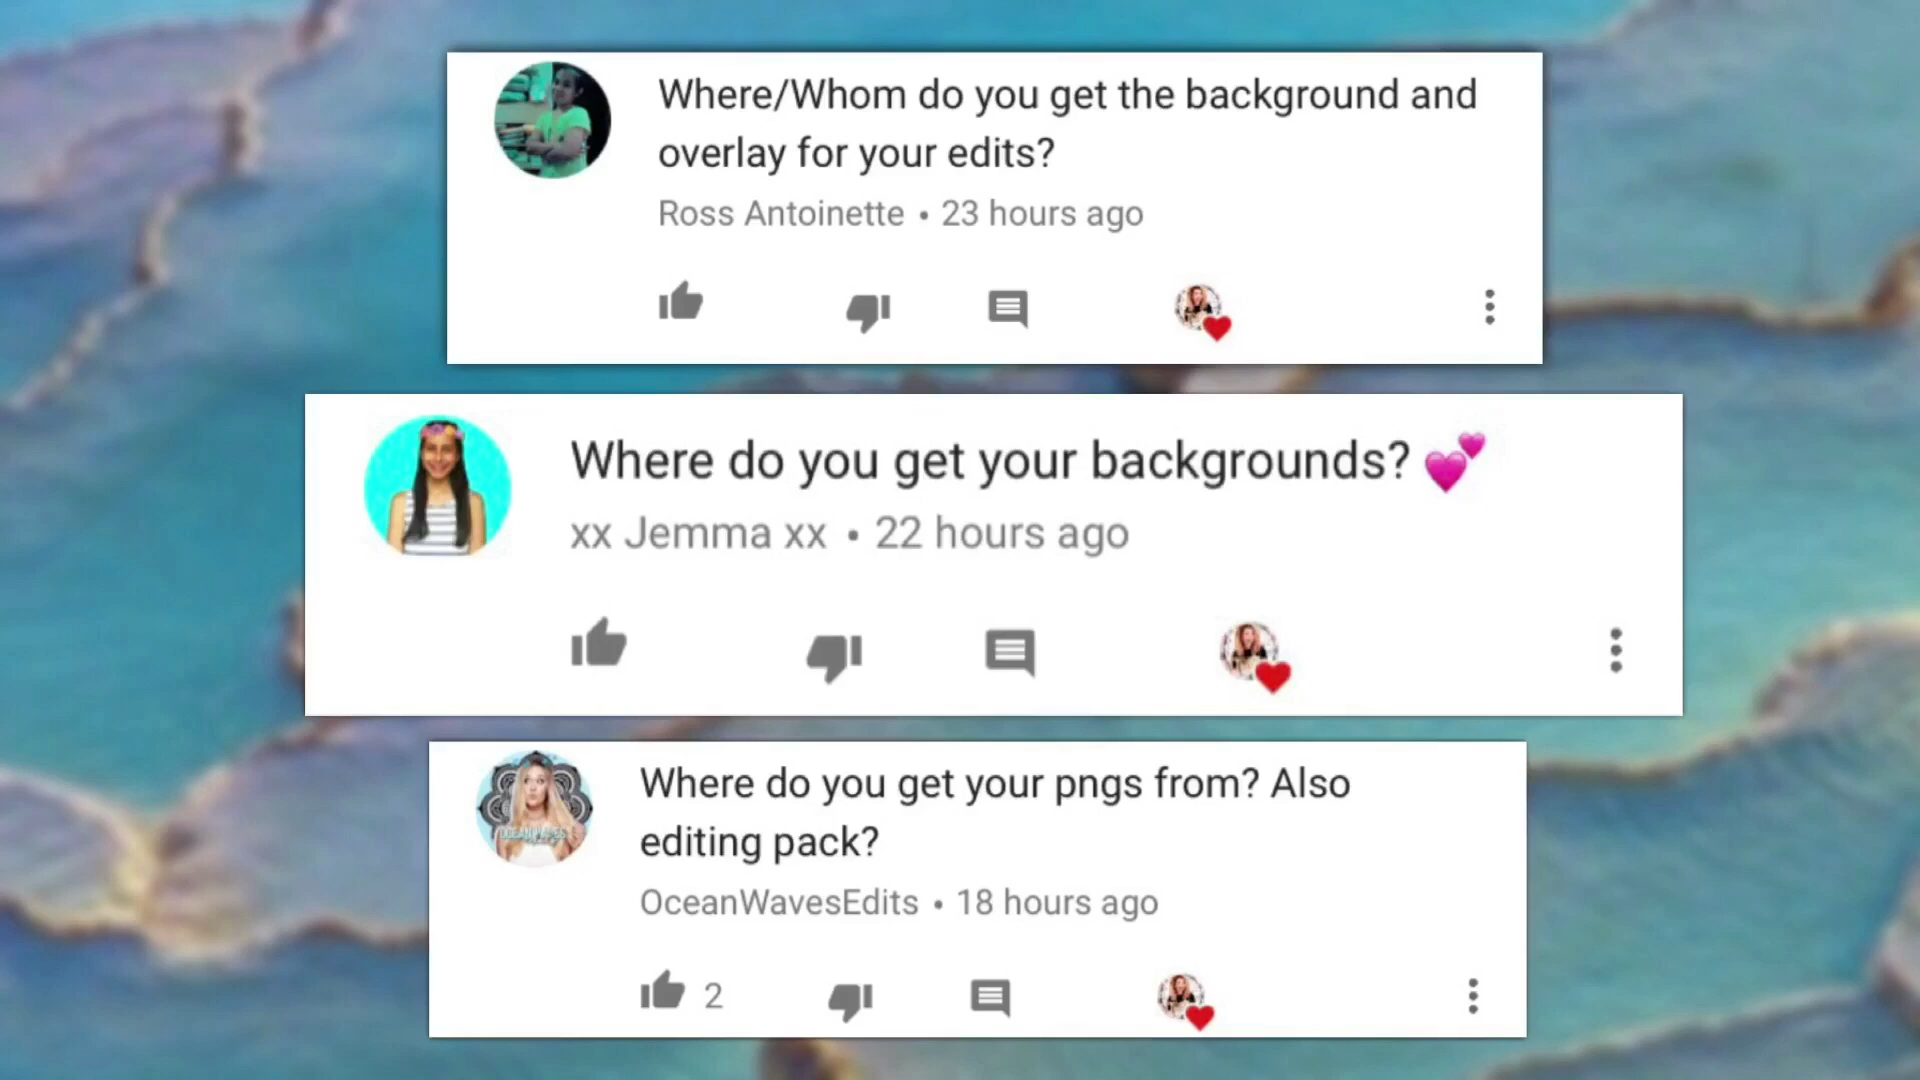 Where/Whom do you get the background and
overlay for your edits?
Ross Antoinette • 23 hours ago
Where do you get your backgrounds? 💕
xx Jemma xx • 22 hours ago
Where do you get your pngs from? Also
editing pack?
OceanWavesEdits • 18 hours ago
2